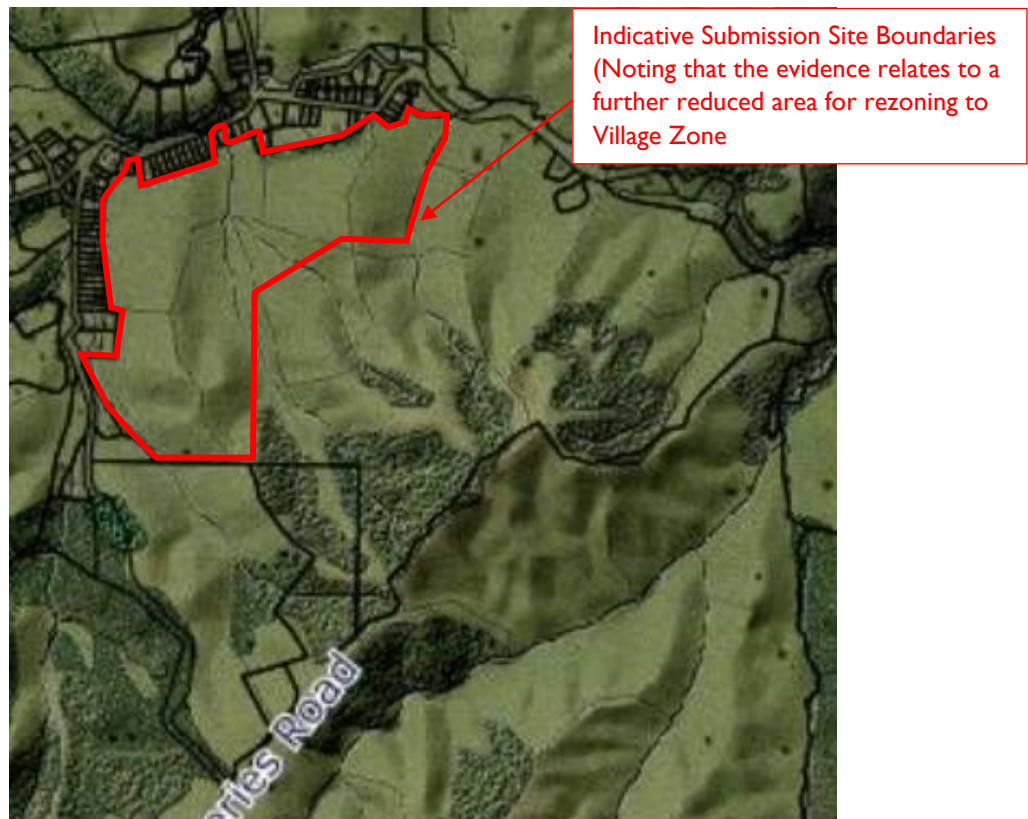 Indicative Submission Site Boundaries
(Noting that the evidence relates to a
further reduced area for rezoning to
Village Zone
eries Road